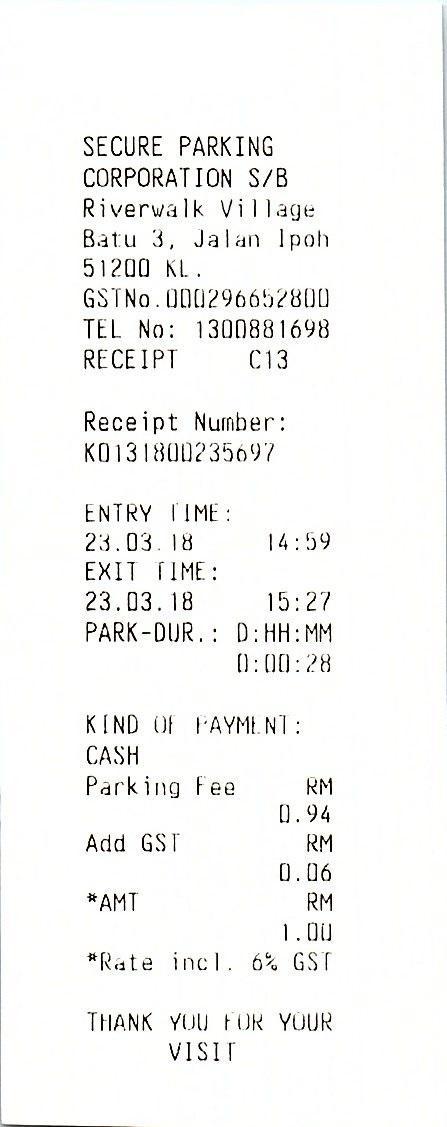 SECURE PARKING
CORPORATION S/B
Riverwalk Village
Batu 3, Jalan Ipoh
51200 KL.
GSTNo.000296652800
TEL No: 1300881698
RECEIPT C13
Receipt Number:
K0131800235697
ENTRY TIME:
23.03.18 14:59
EXIT TIME:
23.03.18 15:27
PARK-DUR.: D:HH:MM
0:00:28
KIND OF PAYMENT:
CASH
Parking Fee RM
0.94
Add GST RM
0.06
*AMT RM
1.00
*Rate incl. 6% GST
THANK YOU FOR YOUR
VISIT